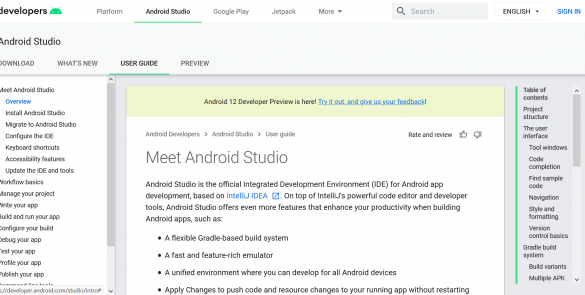 developers
Platform Android Studio Google Play Jetpack More Search ENGLISH SIGN IN
Android Studio
DOWNLOAD WHAT'S NEW USER GUIDE PREVIEW
Meet Android Studio
Overview
Install Android Studio
Migrate to Android Studio
Configure the IDE
Keyboard shortcuts
Accessibility features
Update the IDE and tools
Workflow basics
Manage your project
Write your app
Build and run your app
Configure your build
Debug your app
Test your app
Profile your app
Publish your app
s://developer.android.com/studio/intro#
Android 12 Developer Preview is here! Try it out, and give us your feedback!
Android Developers > Android Studio > User guide
Rate and review
Meet Android Studio
Android Studio is the official Integrated Development Environment (IDE) for Android app
development, based on IntelliJ IDEA . On top of IntelliJ's powerful code editor and developer
tools, Android Studio offers even more features that enhance your productivity when building
Android apps, such as:
• A flexible Gradle-based build system
• A fast and feature-rich emulator
• A unified environment where you can develop for all Android devices
• Apply Changes to push code and resource changes to your running app without restarting
Table of
contents
Project
structure
The user
interface
Tool windows
Code
completion
Find sample
code
Navigation
Style and
formatting
Version
control basics
Gradle build
system
Build variants
Multiple APK